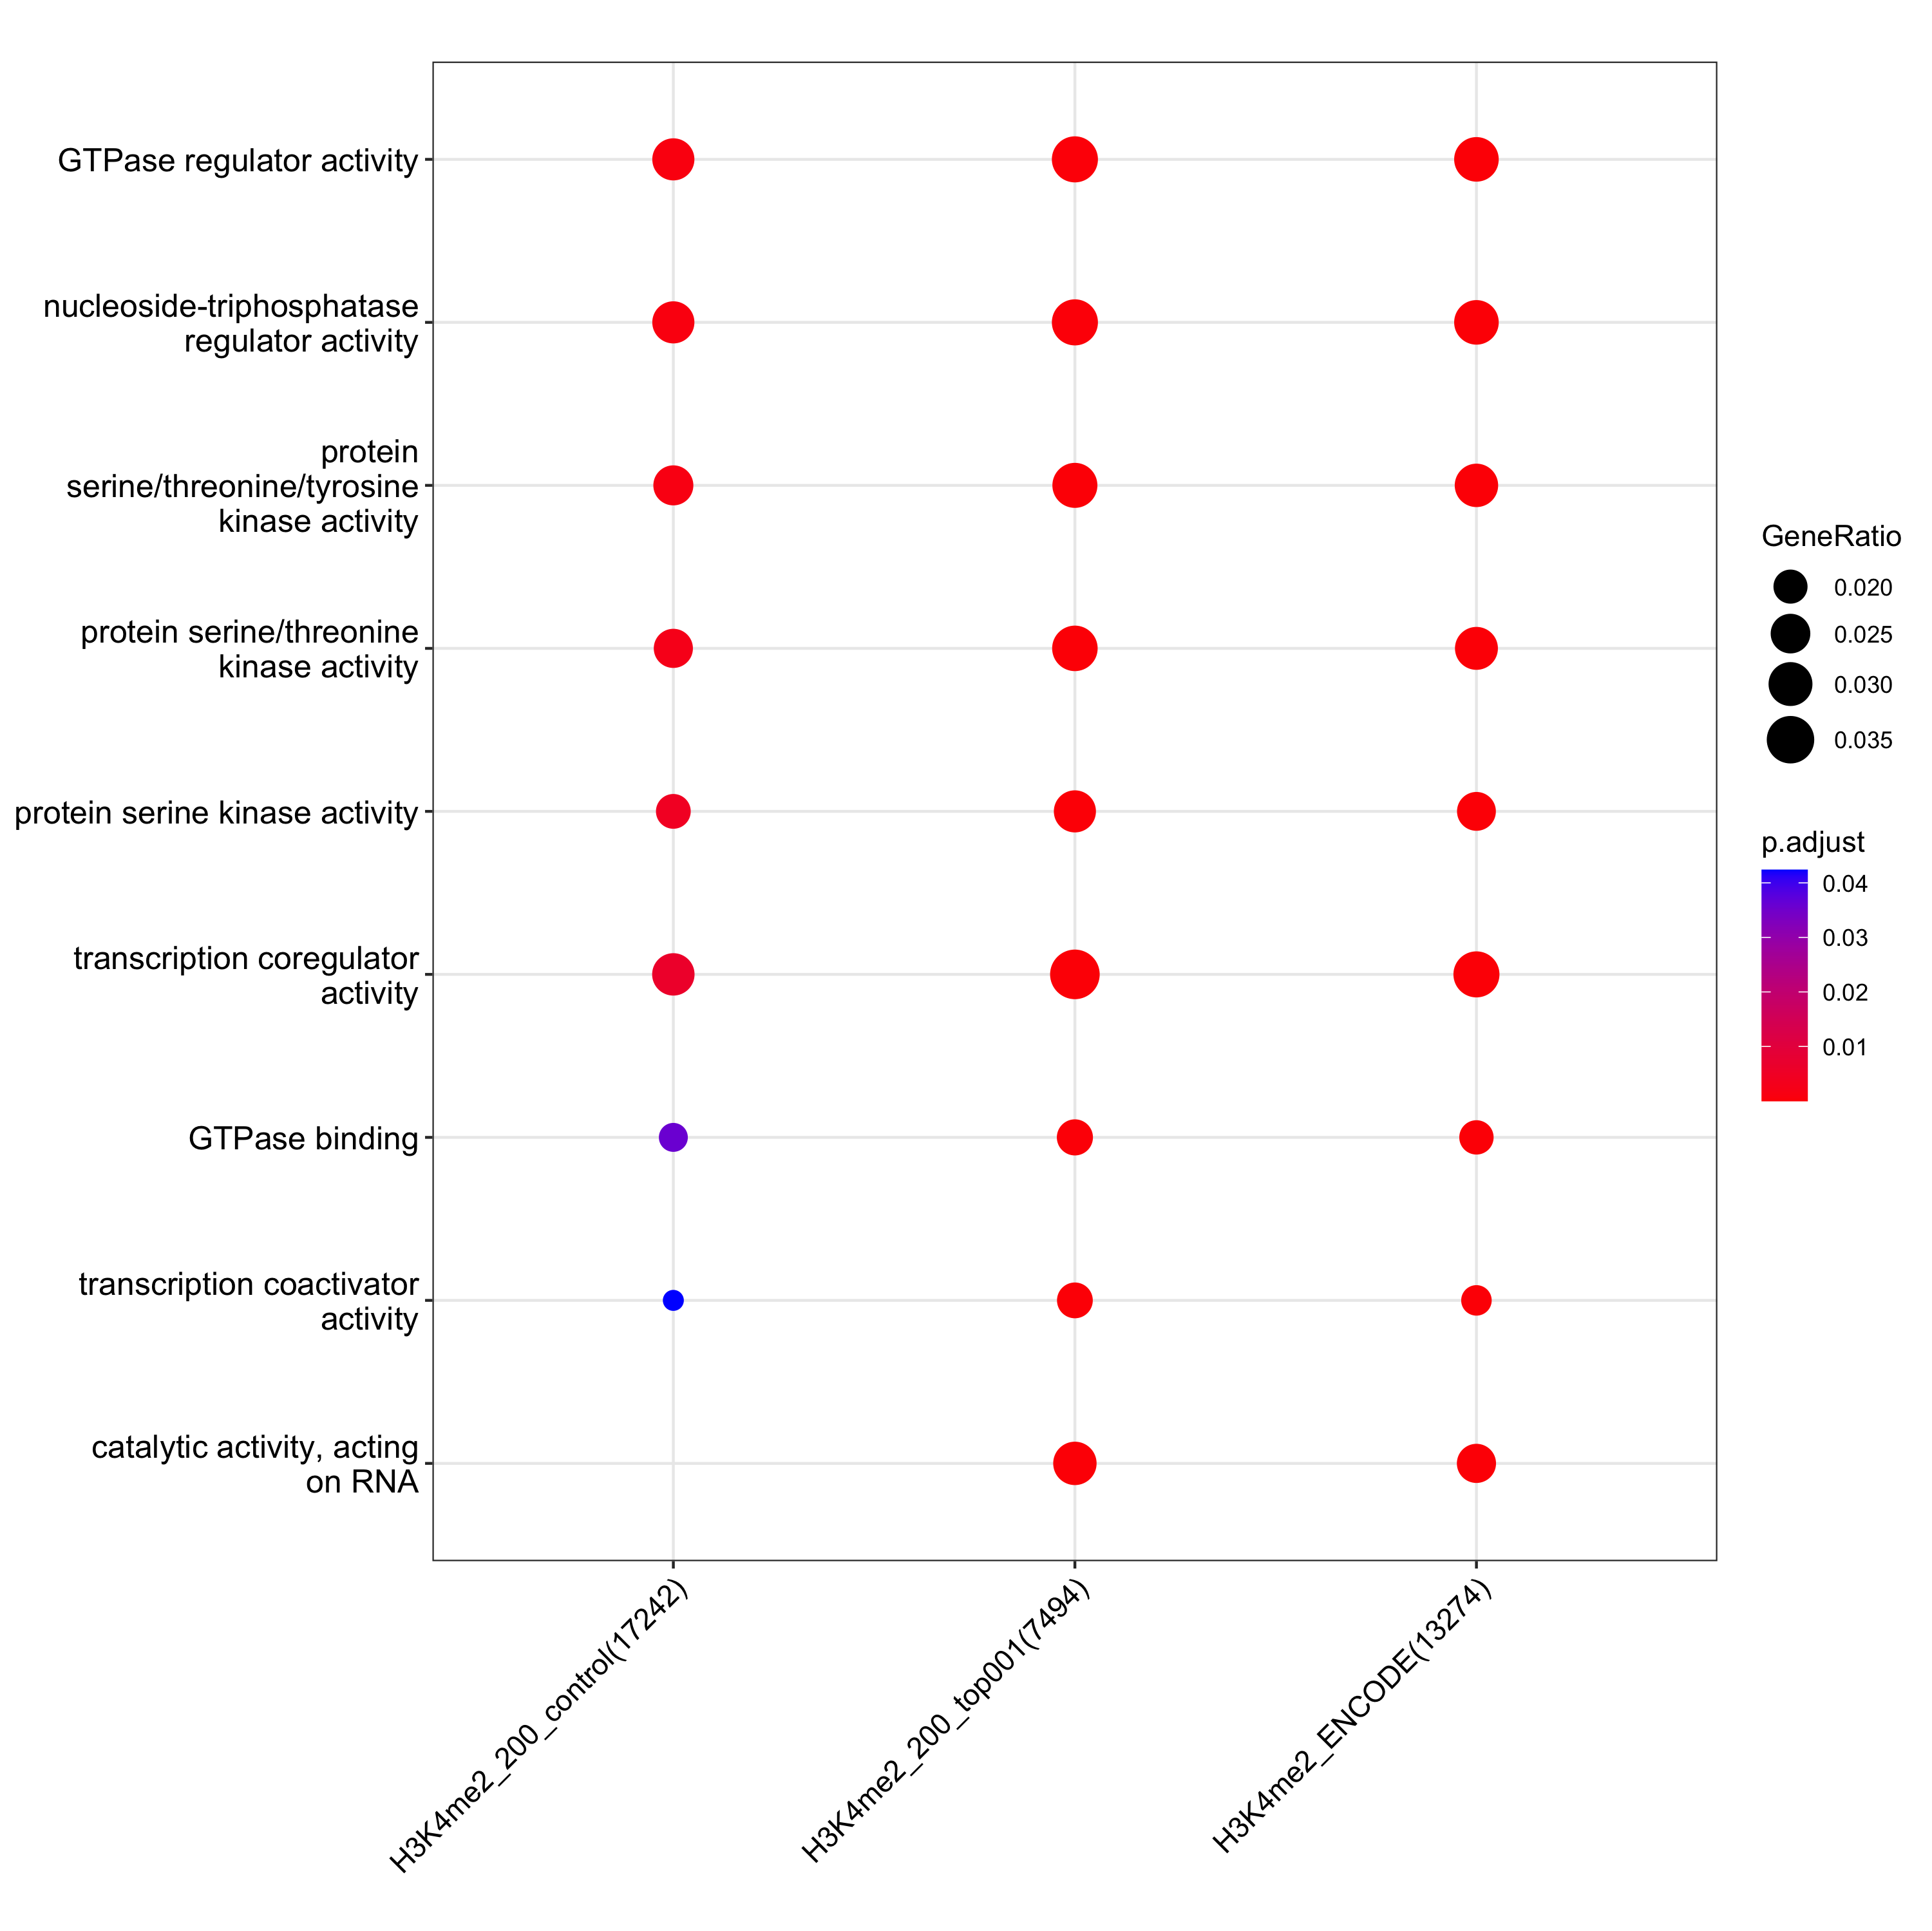 GTPase regulator activity
nucleoside-triphosphatase
regulator activity
protein
serine/threonine/tyrosine
kinase activity
protein serine/threonine
kinase activity
protein serine kinase activity
transcription coregulator
activity
GTPase binding
transcription coactivator
activity
catalytic activity, acting
on RNA
H3K4me2_200_control(17242)
H3K4me2_200_top001(7494)
H3K4me2_ENCODE(13274)
GeneRatio
0.020
0.025
0.030
0.035
p.adjust
0.04
0.03
0.02
0.01